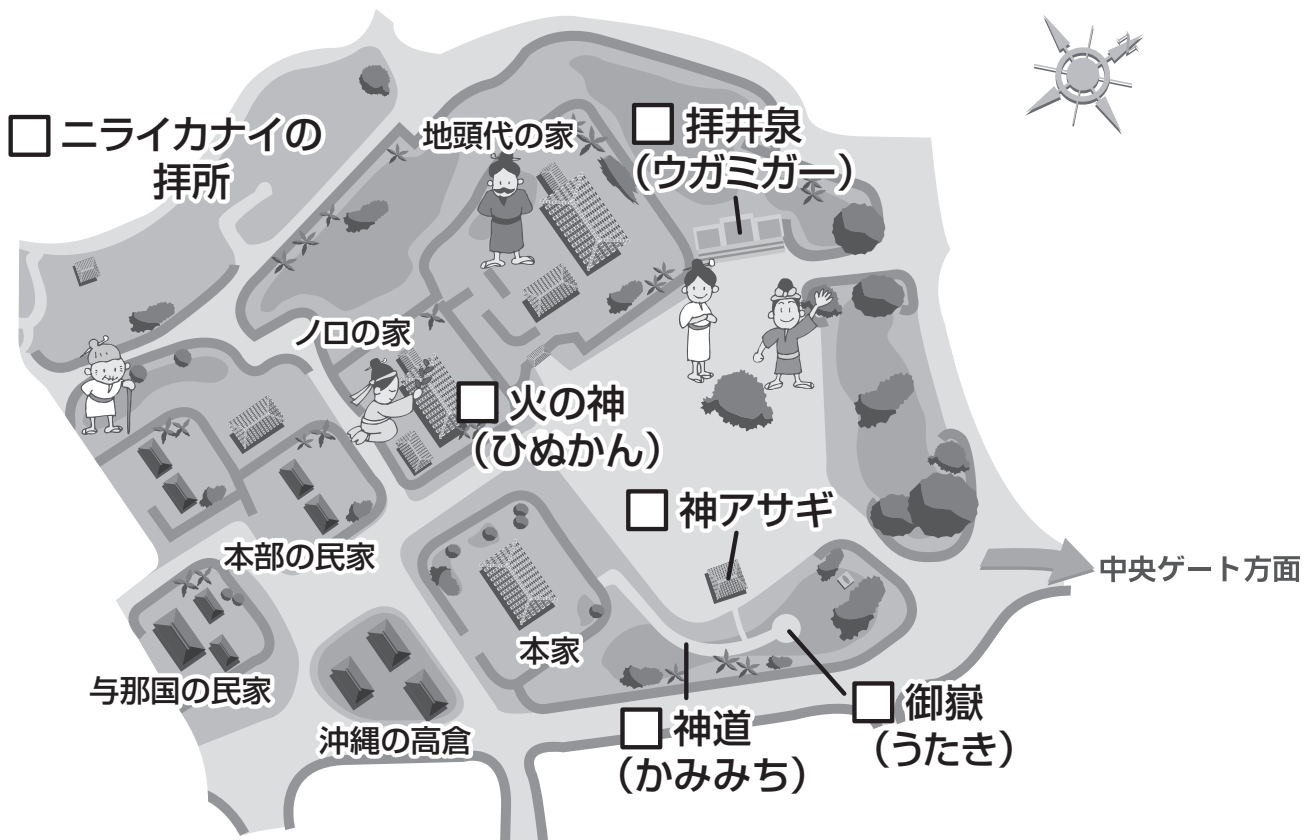 N
□ ニライカナイの
拝所
地頭代の家
□ 拝井泉
（ウガミガー）
ノロの家
□ 火の神
（ひぬかん）
□ 神アサギ
本部の民家
中央ゲート方面
本家
与那国の民家
沖縄の高倉
□ 神道
（かみみち）
□ 御嶽
（うたき）